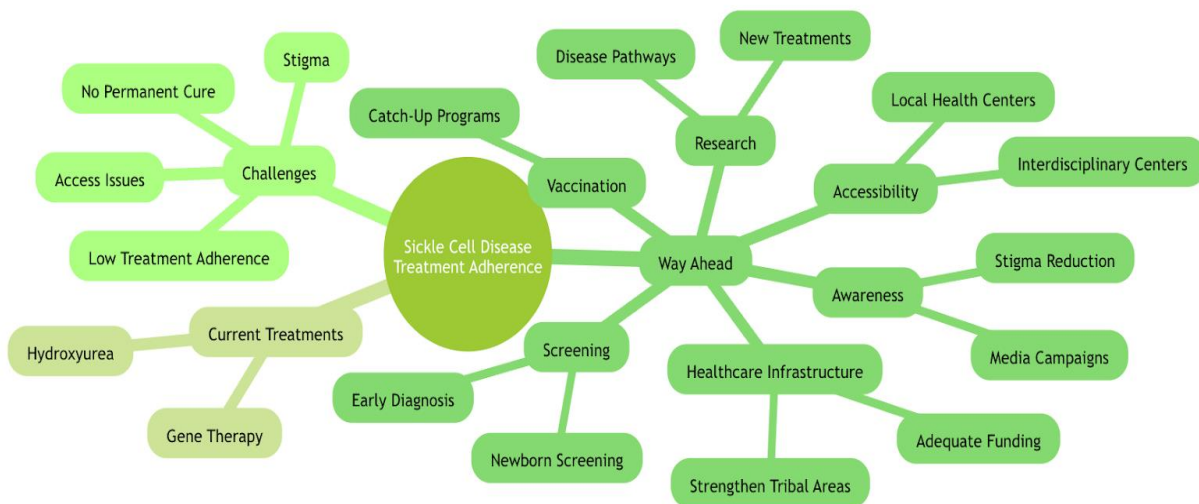 Sickle Cell Disease
Treatment Adherence
Challenges
Stigma
No Permanent Cure
Access Issues
Low Treatment Adherence
Current Treatments
Hydroxyurea
Gene Therapy
Way Ahead
Vaccination
Catch-Up Programs
Research
Disease Pathways
New Treatments
Accessibility
Local Health Centers
Interdisciplinary Centers
Awareness
Stigma Reduction
Media Campaigns
Healthcare Infrastructure
Adequate Funding
Strengthen Tribal Areas
Screening
Early Diagnosis
Newborn Screening